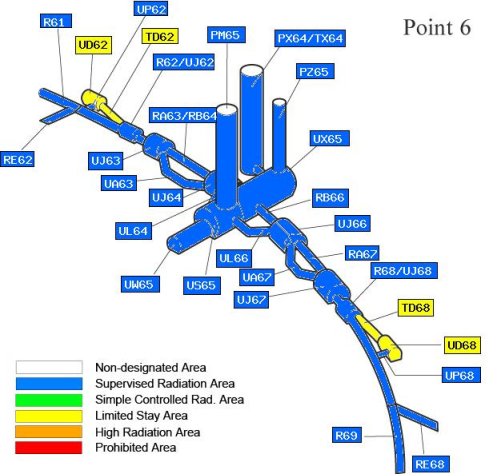 Point 6
UP62
R61
TD62
PM65
PX64/TX64
UD62
R62/UJ62
PZ65
RA63/RB64
UX65
RE62
UJ63
UA63
UJ64
RB66
UL64
UJ66
UL66
RA67
UW65
US65
UA67
R68/UJ68
UJ67
TD68
UD68
UP68
R69
RE68
Non-designated Area
Supervised Radiation Area
Simple Controlled Rad. Area
Limited Stay Area
High Radiation Area
Prohibited Area